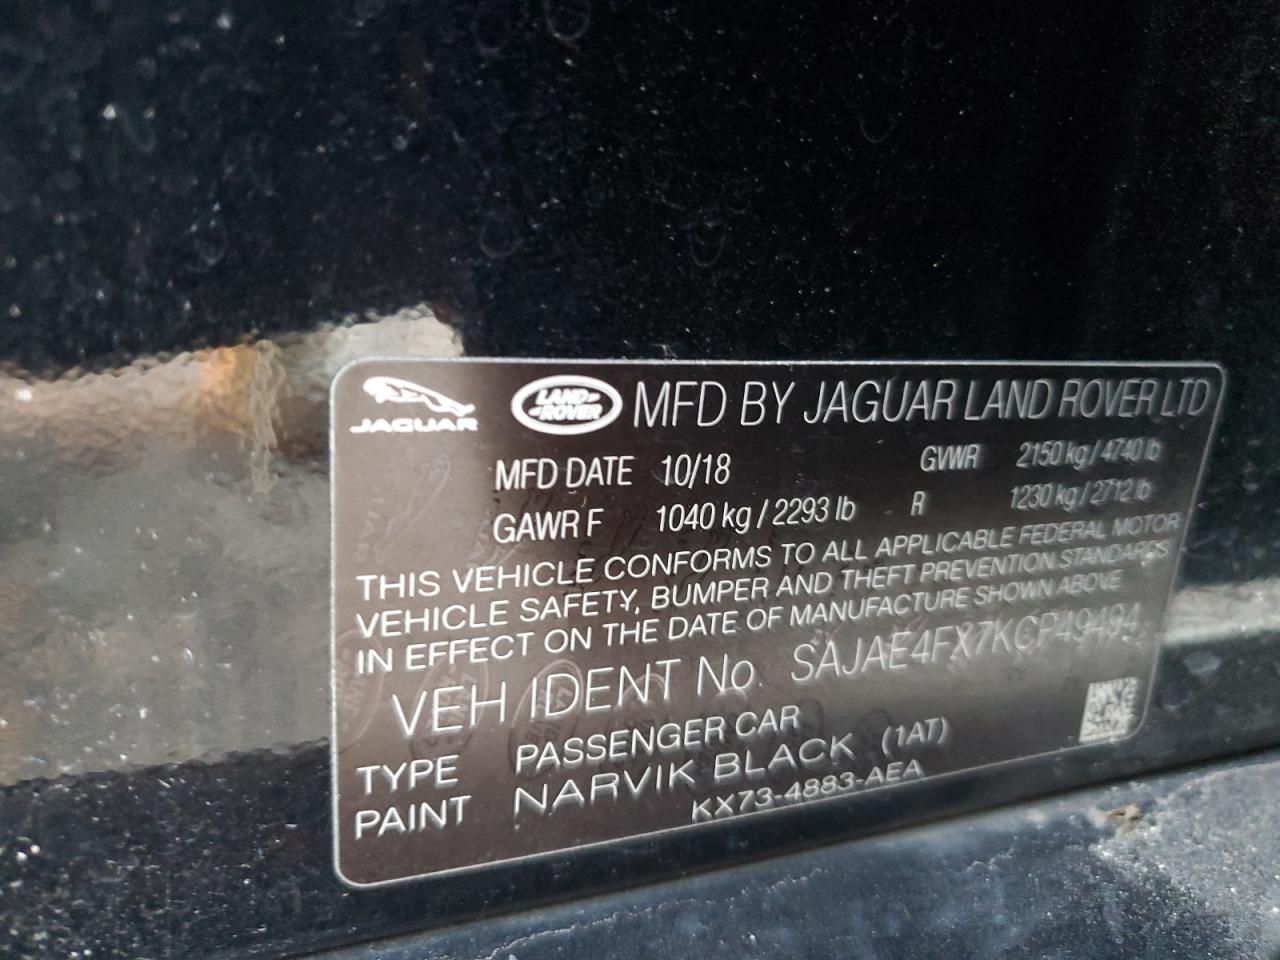 JAGUAR LAND ROVER MFD BY JAGUAR LAND ROVER LTD
MFD DATE 10/18 GVWR 2150 kg / 4740 lb
GAWR F 1040 kg / 2293 lb R 1230 kg / 2712 lb
THIS VEHICLE CONFORMS TO ALL APPLICABLE FEDERAL MOTOR
VEHICLE SAFETY, BUMPER AND THEFT PREVENTION STANDARDS
IN EFFECT ON THE DATE OF MANUFACTURE SHOWN ABOVE
VEH IDENT No. SAJAE4FX7KCP49494
TYPE PASSENGER CAR
PAINT NARVIK BLACK (1AT)
KX73-4883-AEA